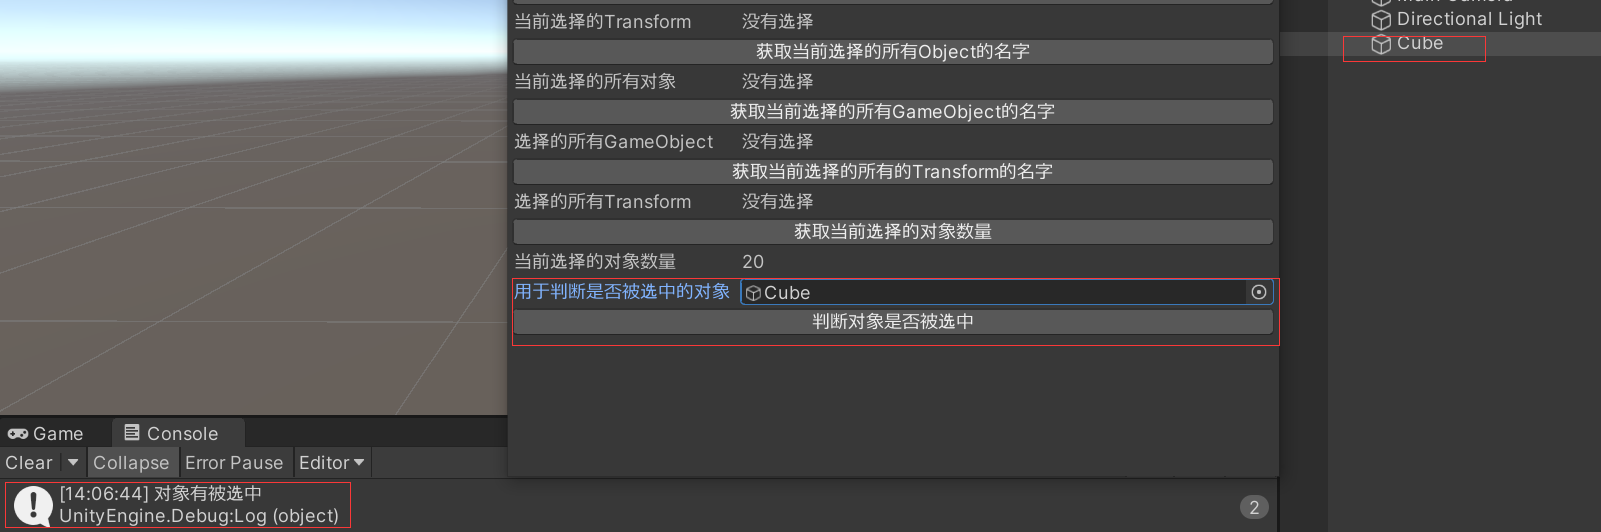 当前选择的Transform 没有选择
获取当前选择的所有Object的名字
当前选择的所有对象 没有选择
获取当前选择的所有GameObject的名字
选择的所有GameObject 没有选择
获取当前选择的所有的Transform的名字
选择的所有Transform 没有选择
获取当前选择的对象数量
当前选择的对象数量 20
用于判断是否被选中的对象 Cube
判断对象是否被选中
Directional Light
Cube
Game Console
Clear Collapse Error Pause Editor
[14:06:44] 对象有被选中
UnityEngine.Debug:Log (object)
2